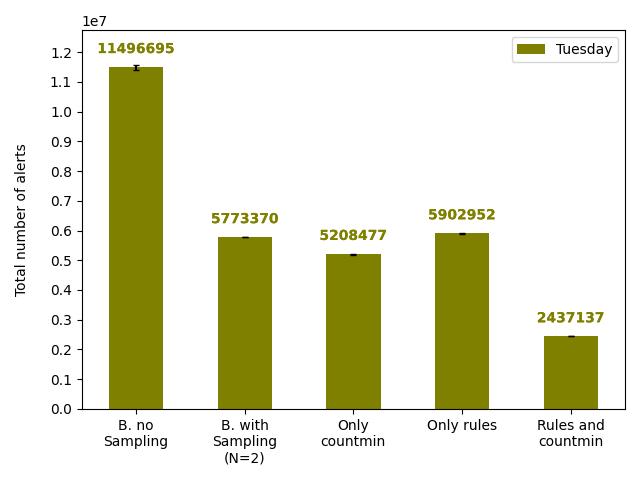 1e7
11496695
Tuesday
1.2
1.1
1.0
0.9
0.8
0.7
0.6
0.5
0.4
0.3
0.2
0.1
0.0
Total number of alerts
5773370
5208477
5902952
2437137
B. no
Sampling
B. with
Sampling
(N=2)
Only
countmin
Only rules
Rules and
countmin